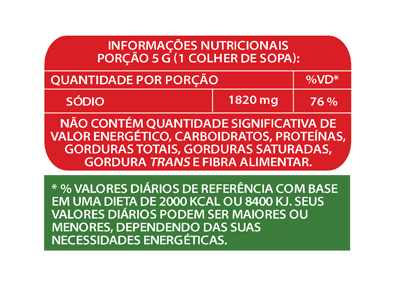 INFORMAÇÕES NUTRICIONAIS
PORÇÃO 5 G (1 COLHER DE SOPA):
QUANTIDADE POR PORÇÃO %VD*
SÓDIO 1820 mg 76 %
NÃO CONTÉM QUANTIDADE SIGNIFICATIVA DE
VALOR ENERGÉTICO, CARBOIDRATOS, PROTEÍNAS,
GORDURAS TOTAIS, GORDURAS SATURADAS,
GORDURA TRANS E FIBRA ALIMENTAR.
* % VALORES DIÁRIOS DE REFERÊNCIA COM BASE
EM UMA DIETA DE 2000 KCAL OU 8400 KJ. SEUS
VALORES DIÁRIOS PODEM SER MAIORES OU
MENORES, DEPENDENDO DAS SUAS
NECESSIDADES ENERGÉTICAS.